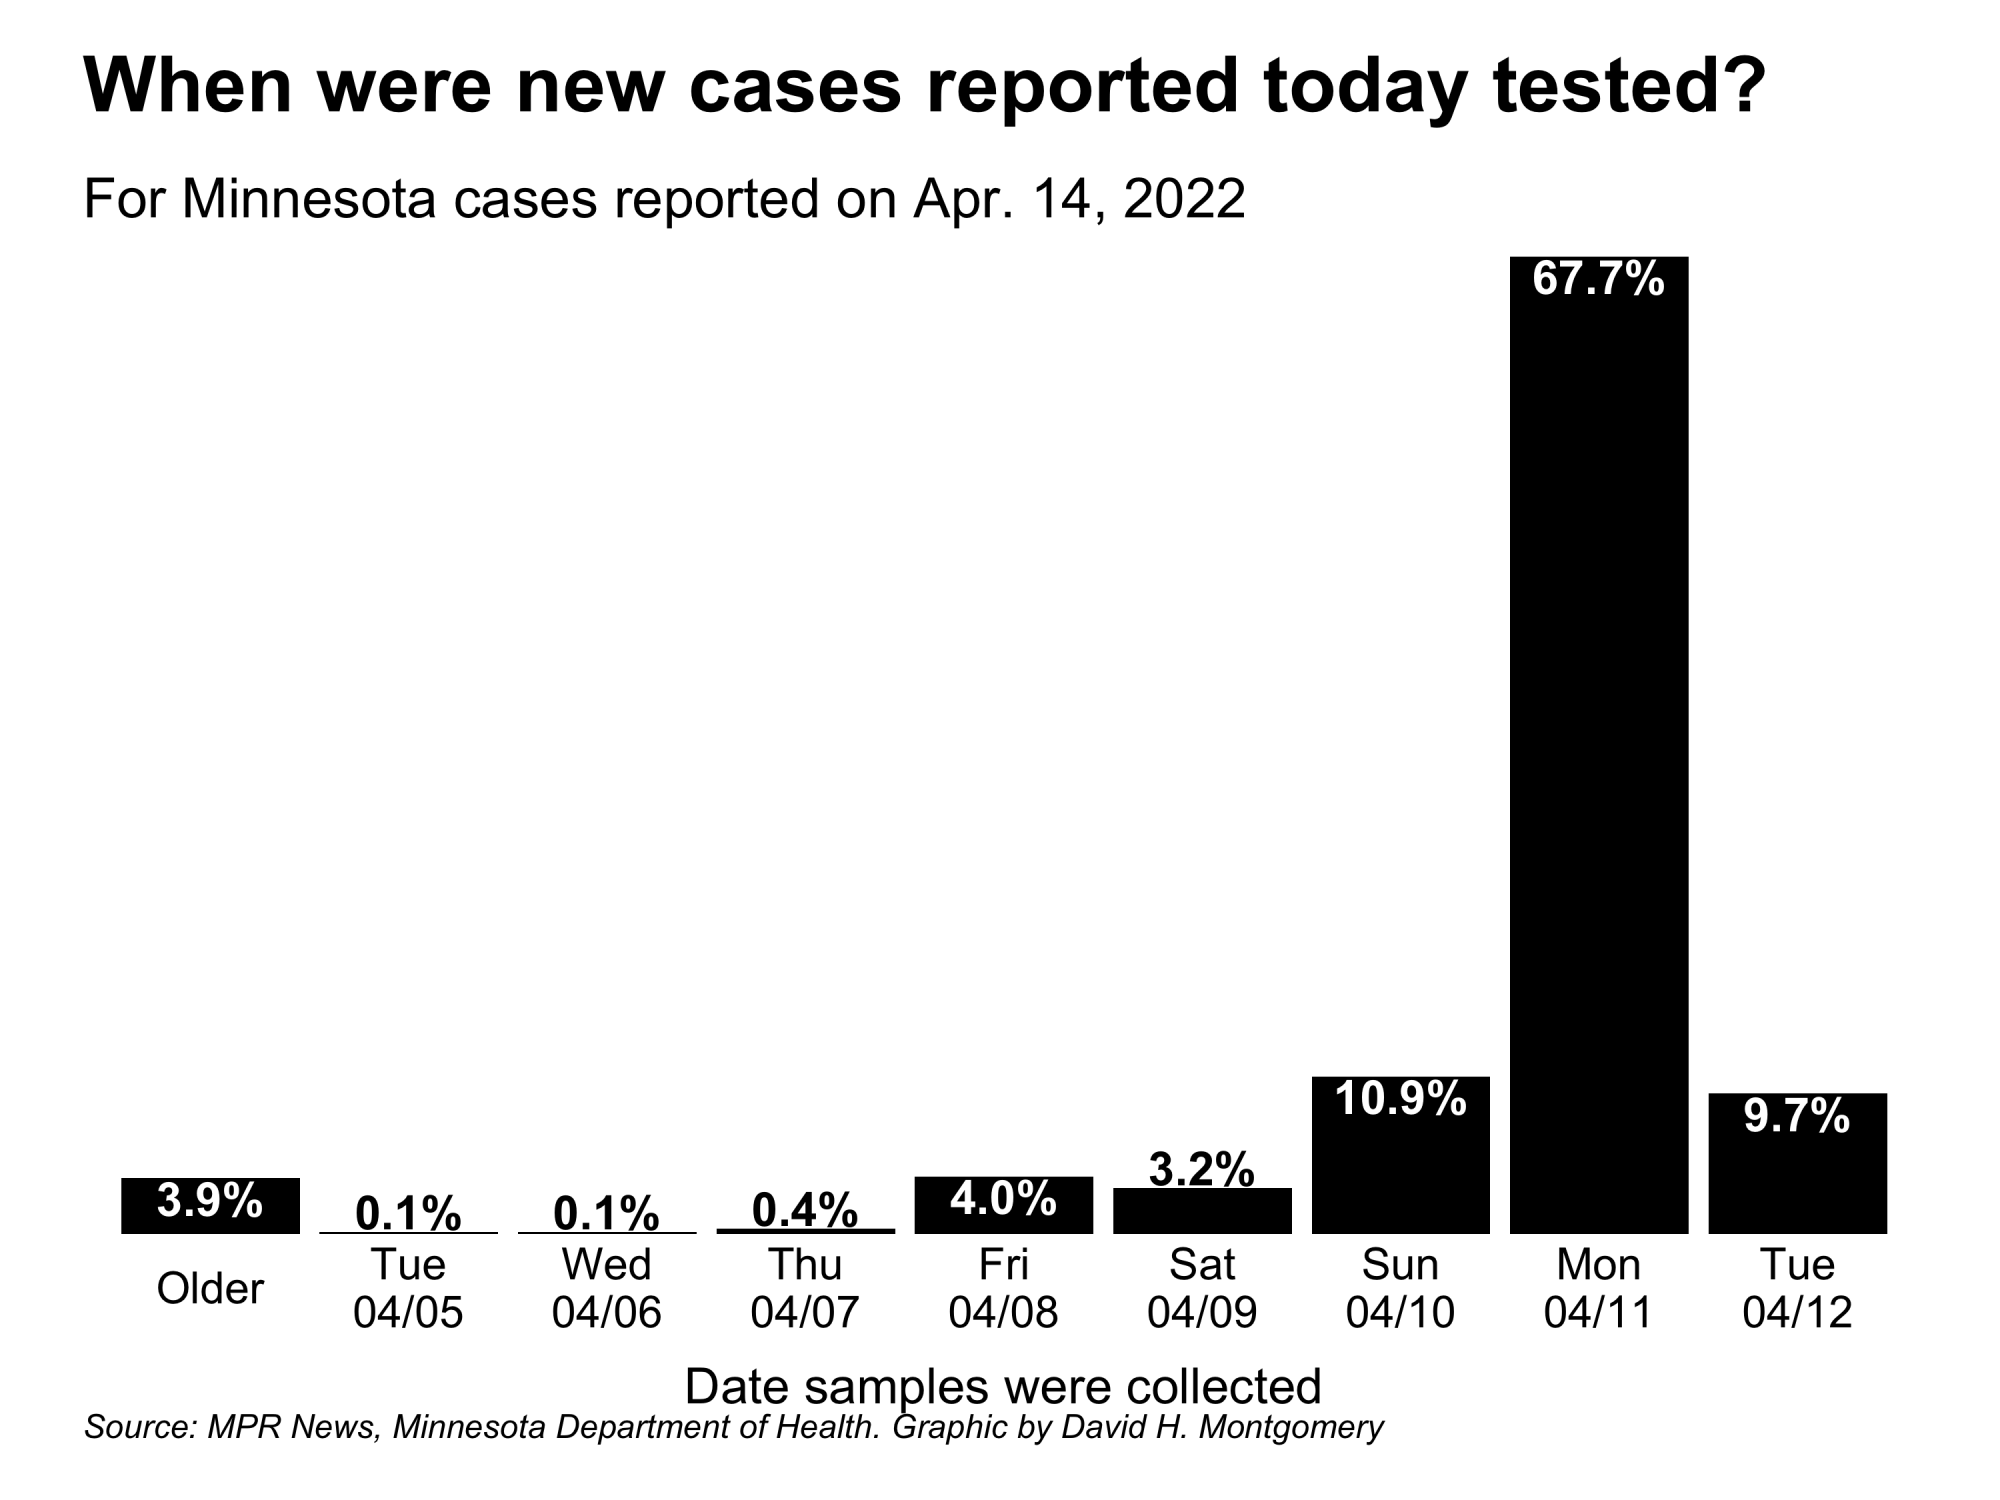 When were new cases reported today tested?
For Minnesota cases reported on Apr. 14, 2022
67.7%
10.9%
9.7%
3.2%
3.9%
0.1%
0.1%
0.4%
4.0%
Older
Tue
04/05
Wed
04/06
Thu
04/07
Fri
04/08
Sat
04/09
Sun
04/10
Mon
04/11
Tue
04/12
Date samples were collected
Source: MPR News, Minnesota Department of Health. Graphic by David H. Montgomery